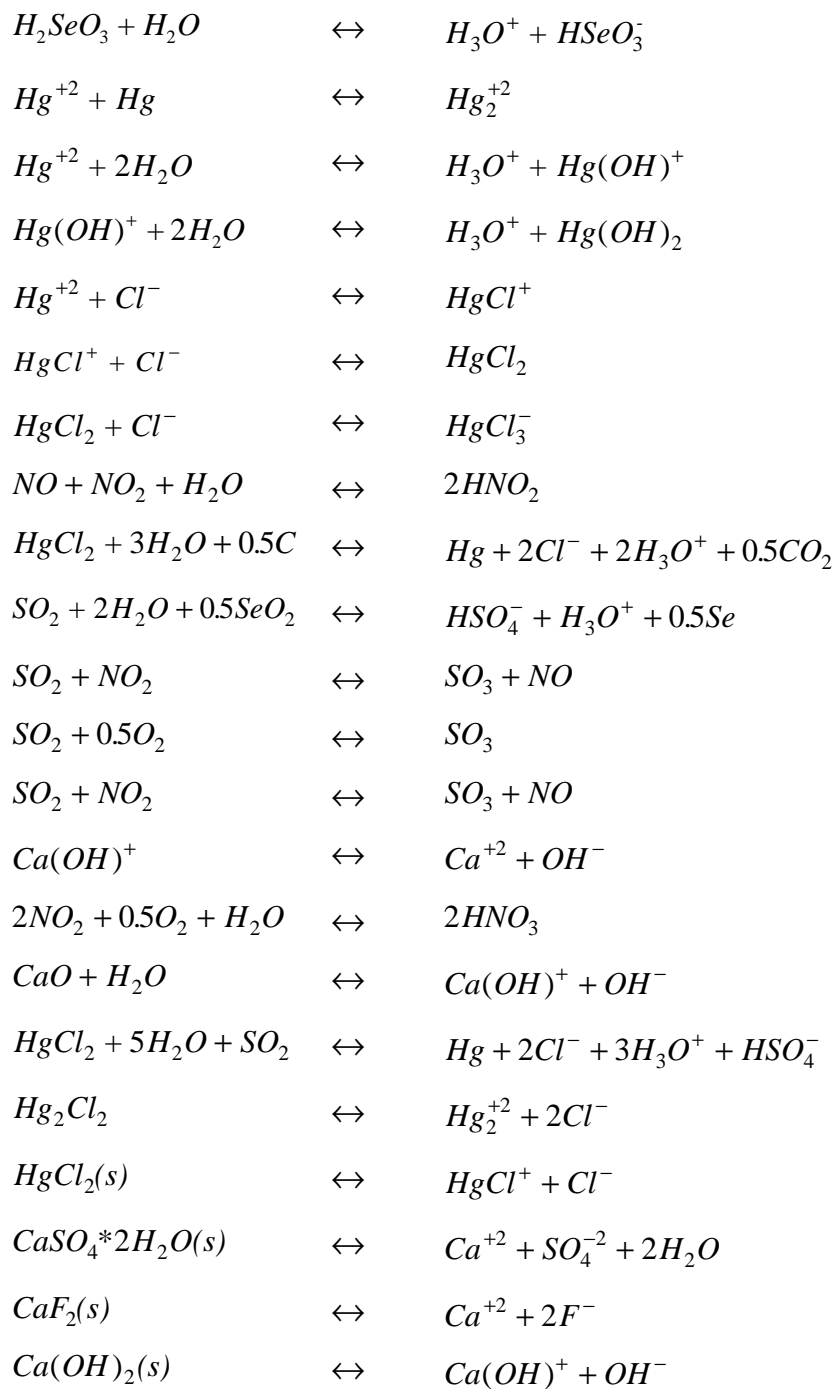 H₂SeO₃ + H₂O ↔ H₃O⁺ + HSeO₃⁻
Hg⁺² + Hg ↔ Hg₂⁺²
Hg⁺² + 2H₂O ↔ H₃O⁺ + Hg(OH)⁺
Hg(OH)⁺ + 2H₂O ↔ H₃O⁺ + Hg(OH)₂
Hg⁺² + Cl⁻ ↔ HgCl⁺
HgCl⁺ + Cl⁻ ↔ HgCl₂
HgCl₂ + Cl⁻ ↔ HgCl₃⁻
NO + NO₂ + H₂O ↔ 2HNO₂
HgCl₂ + 3H₂O + 0.5C ↔ Hg + 2Cl⁻ + 2H₃O⁺ + 0.5CO₂
SO₂ + 2H₂O + 0.5SeO₂ ↔ HSO₄⁻ + H₃O⁺ + 0.5Se
SO₂ + NO₂ ↔ SO₃ + NO
SO₂ + 0.5O₂ ↔ SO₃
SO₂ + NO₂ ↔ SO₃ + NO
Ca(OH)⁺ ↔ Ca⁺² + OH⁻
2NO₂ + 0.5O₂ + H₂O ↔ 2HNO₃
CaO + H₂O ↔ Ca(OH)⁺ + OH⁻
HgCl₂ + 5H₂O + SO₂ ↔ Hg + 2Cl⁻ + 3H₃O⁺ + HSO₄⁻
Hg₂Cl₂ ↔ Hg₂⁺² + 2Cl⁻
HgCl₂(s) ↔ HgCl⁺ + Cl⁻
CaSO₄*2H₂O(s) ↔ Ca⁺² + SO₄⁻² + 2H₂O
CaF₂(s) ↔ Ca⁺² + 2F⁻
Ca(OH)₂(s) ↔ Ca(OH)⁺ + OH⁻